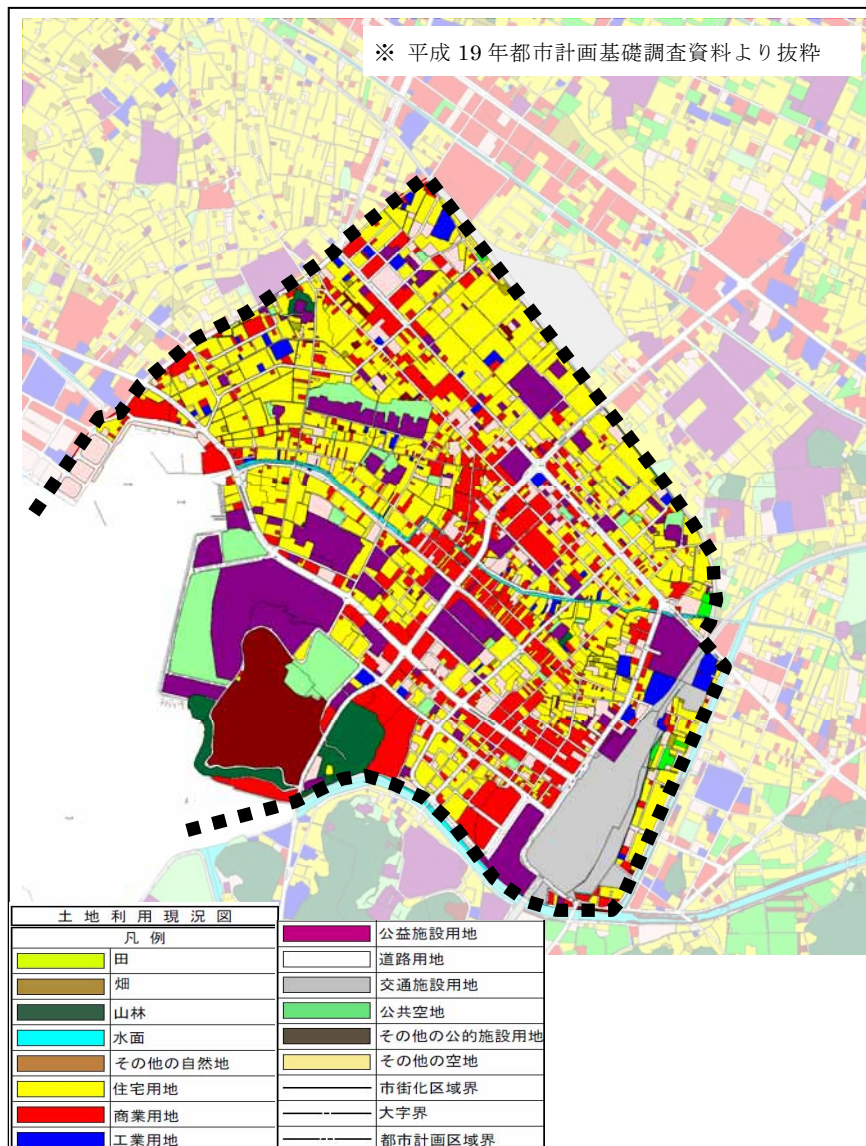 ※ 平成 19 年都市計画基礎調査資料より抜粋
土地利用現況図
凡例
田
畑
山林
水面
その他の自然地
住宅用地
商業用地
工業用地
公益施設用地
道路用地
交通施設用地
公共空地
その他の公的施設用地
その他の空地
市街化区域界
大字界
都市計画区域界